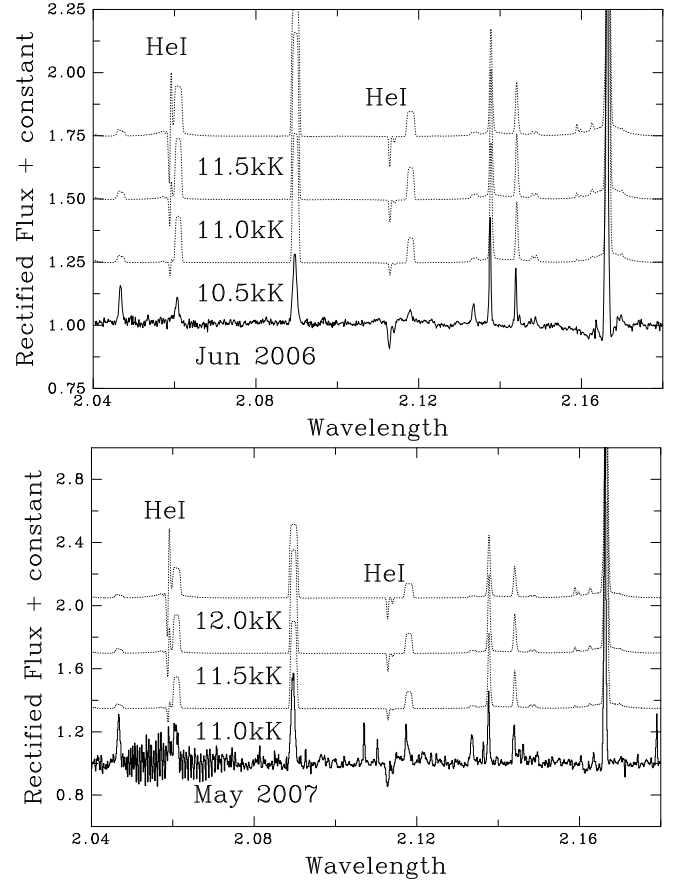 2.25
2.00
1.75
1.50
1.25
1.00
0.75
Rectified Flux + constant
HeI
HeI
11.5kK
11.0kK
10.5kK
Jun 2006
2.04 2.08 2.12 2.16
Wavelength
2.8
2.4
2.0
1.6
1.2
0.8
Rectified Flux + constant
HeI
HeI
12.0kK
11.5kK
11.0kK
May 2007
2.04 2.08 2.12 2.16
Wavelength